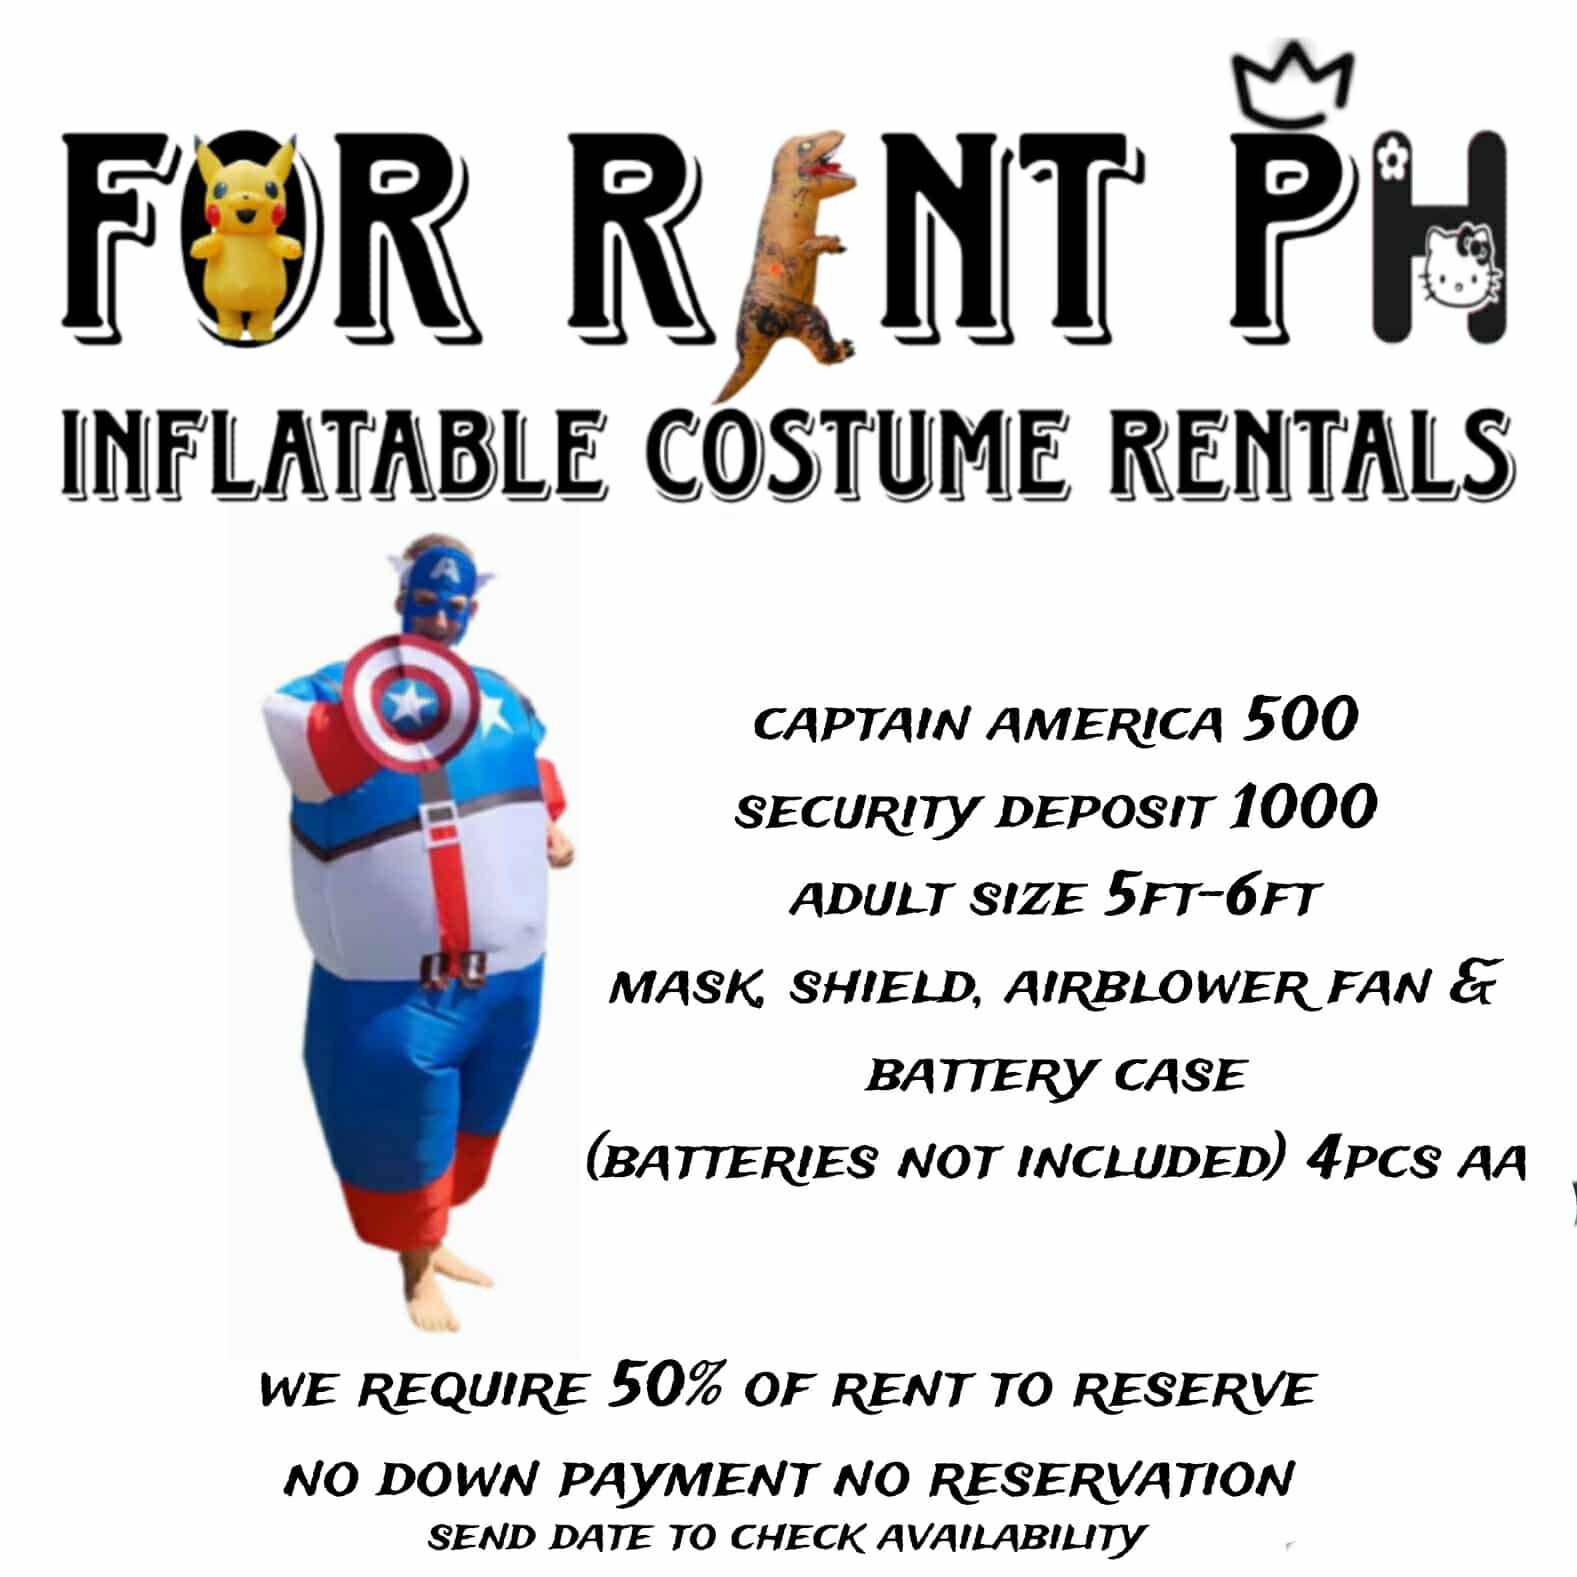 FOR RENT PH
INFLATABLE COSTUME RENTALS
A
CAPTAIN AMERICA 500
SECURITY DEPOSIT 1000
ADULT SIZE 5FT-6FT
MASK, SHIELD, AIRBLOWER FAN &
BATTERY CASE
(BATTERIES NOT INCLUDED) 4PCS AA
WE REQUIRE 50% OF RENT TO RESERVE
NO DOWN PAYMENT NO RESERVATION
SEND DATE TO CHECK AVAILABILITY